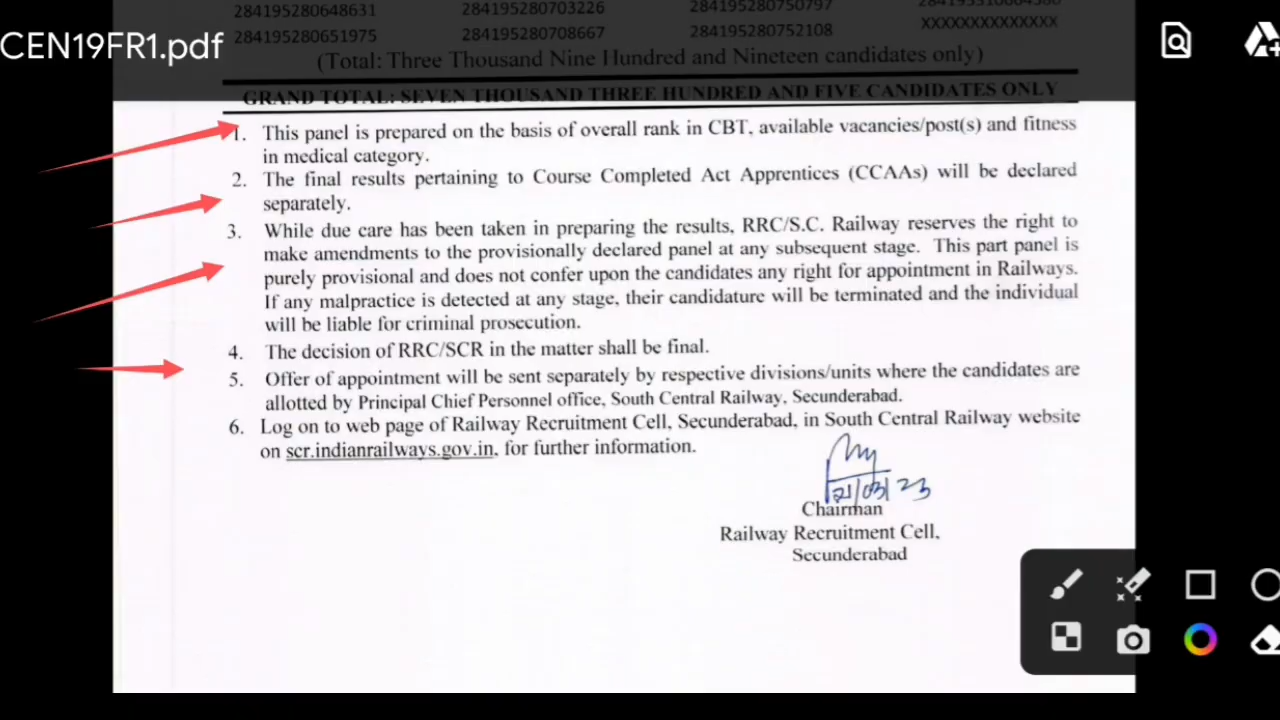 284195280648631 284195280703226 284195280750797
CEN19FR1.pdf
284195280651975 284195280708667 284195280752108 XXXXXXXXXXXXXX
(Total: Three Thousand Nine Hundred and Nineteen candidates only)
GRAND TOTAL: SEVEN THOUSAND THREE HUNDRED AND FIVE CANDIDATES ONLY
1. This panel is prepared on the basis of overall rank in CBT, available vacancies/post(s) and fitness
in medical category.
2. The final results pertaining to Course Completed Act Apprentices (CCAAs) will be declared
separately.
3. While due care has been taken in preparing the results, RRC/S.C. Railway reserves the right to
make amendments to the provisionally declared panel at any subsequent stage. This part panel is
purely provisional and does not confer upon the candidates any right for appointment in Railways.
If any malpractice is detected at any stage, their candidature will be terminated and the individual
will be liable for criminal prosecution.
4. The decision of RRC/SCR in the matter shall be final.
5. Offer of appointment will be sent separately by respective divisions/units where the candidates are
allotted by Principal Chief Personnel office, South Central Railway, Secunderabad.
6. Log on to web page of Railway Recruitment Cell, Secunderabad, in South Central Railway website
on scr.indianrailways.gov.in, for further information.
21/03/23
Chairman
Railway Recruitment Cell,
Secunderabad